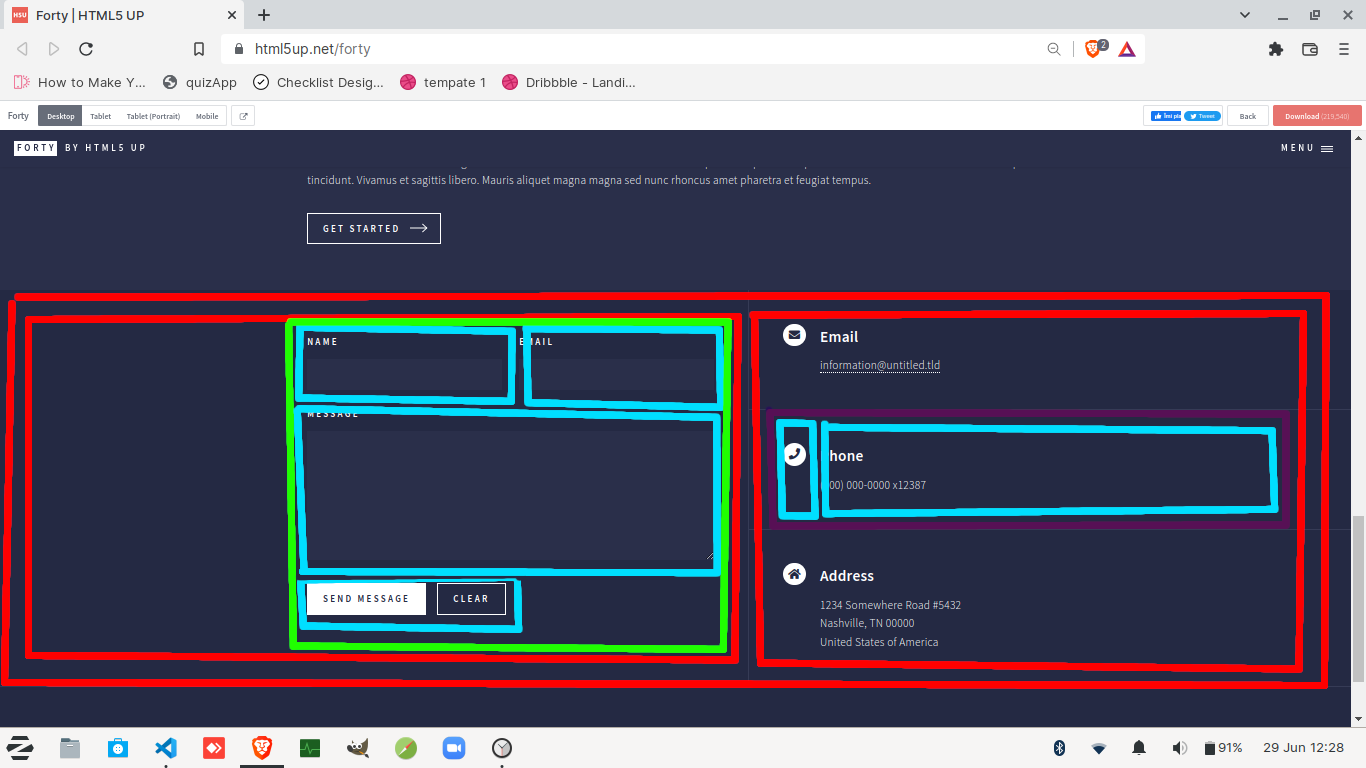 HSU Forty | HTML5 UP
html5up.net/forty
2
How to Make Y... quizApp Checklist Desig... tempate 1 Dribbble - Landi...
Forty Desktop Tablet Tablet (Portrait) Mobile Tweet Back Download (219,540)
FORTY BY HTML5 UP MENU
tincidunt. Vivamus et sagittis libero. Mauris aliquet magna magna sed nunc rhoncus amet pharetra et feugiat tempus.
GET STARTED
NAME EMAIL
MESSAGE
SEND MESSAGE CLEAR
Email
information@untitled.tld
hone
00) 000-0000 x12387
Address
1234 Somewhere Road #5432
Nashville, TN 00000
United States of America
91% 29 Jun 12:28